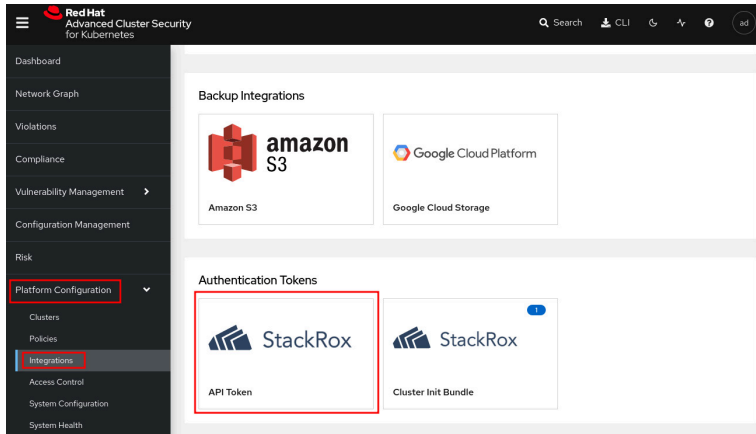 Red Hat
Advanced Cluster Security
for Kubernetes
Search
CLI
ad
Dashboard
Network Graph
Violations
Compliance
Vulnerability Management
Configuration Management
Risk
Platform Configuration
Clusters
Policies
Integrations
Access Control
System Configuration
System Health
Backup Integrations
amazon
S3
Amazon S3
Google Cloud Platform
Google Cloud Storage
Authentication Tokens
StackRox
API Token
1
StackRox
Cluster Init Bundle